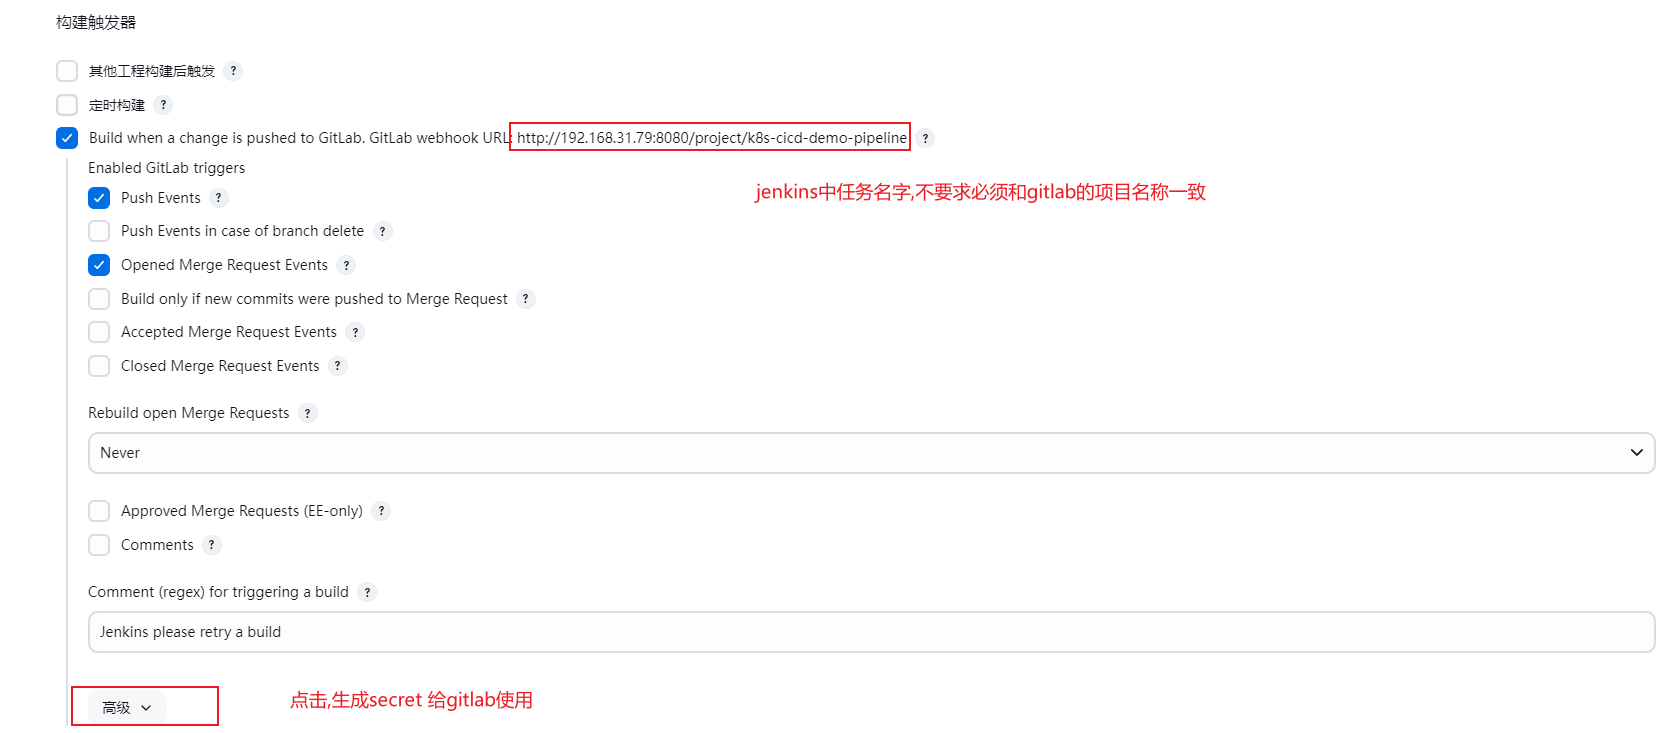 构建触发器
其他工程构建后触发 ?
定时构建 ?
Build when a change is pushed to GitLab. GitLab webhook URL: http://192.168.31.79:8080/project/k8s-cicd-demo-pipeline ?
Enabled GitLab triggers
jenkins中任务名字,不要求必须和gitlab的项目名称一致
Push Events ?
Push Events in case of branch delete ?
Opened Merge Request Events ?
Build only if new commits were pushed to Merge Request ?
Accepted Merge Request Events ?
Closed Merge Request Events ?
Rebuild open Merge Requests ?
Never
Approved Merge Requests (EE-only) ?
Comments ?
Comment (regex) for triggering a build ?
Jenkins please retry a build
高级
点击,生成secret 给gitlab使用